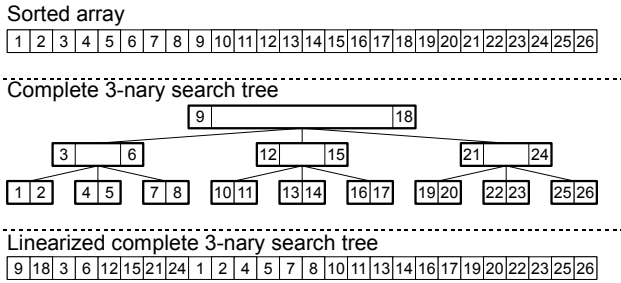 Sorted array
1 2 3 4 5 6 7 8 9 10 11 12 13 14 15 16 17 18 19 20 21 22 23 24 25 26
Complete 3-nary search tree
9 18
3 6 12 15 21 24
1 2 4 5 7 8 10 11 13 14 16 17 19 20 22 23 25 26
Linearized complete 3-nary search tree
9 18 3 6 12 15 21 24 1 2 4 5 7 8 10 11 13 14 16 17 19 20 22 23 25 26